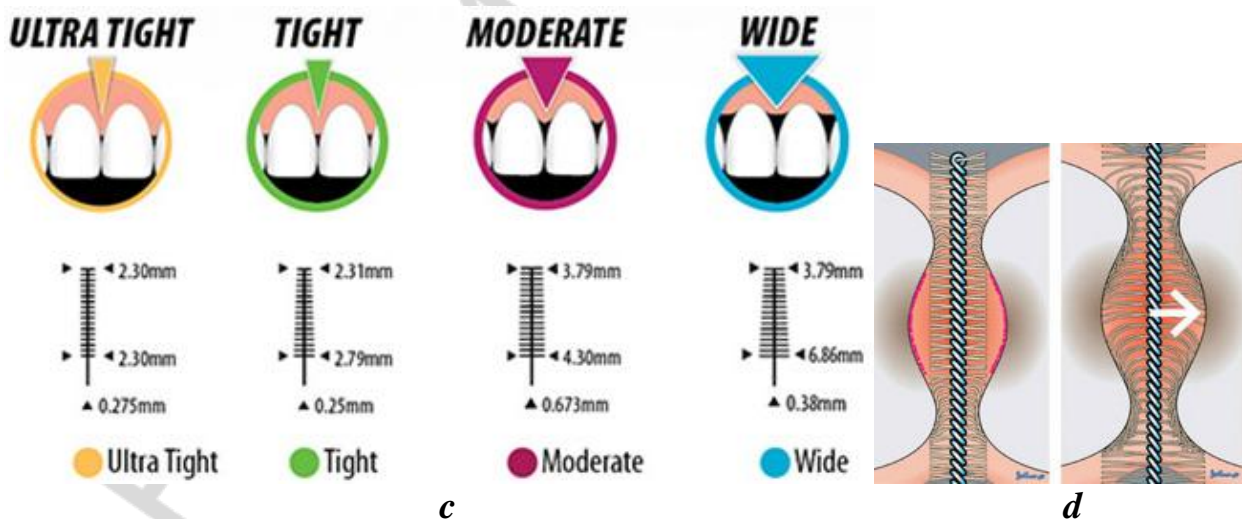 ULTRA TIGHT TIGHT MODERATE WIDE
2.30mm 2.31mm 3.79mm 3.79mm
2.30mm 2.79mm 4.30mm 6.86mm
0.275mm 0.25mm 0.673mm 0.38mm
Ultra Tight Tight Moderate Wide
c d